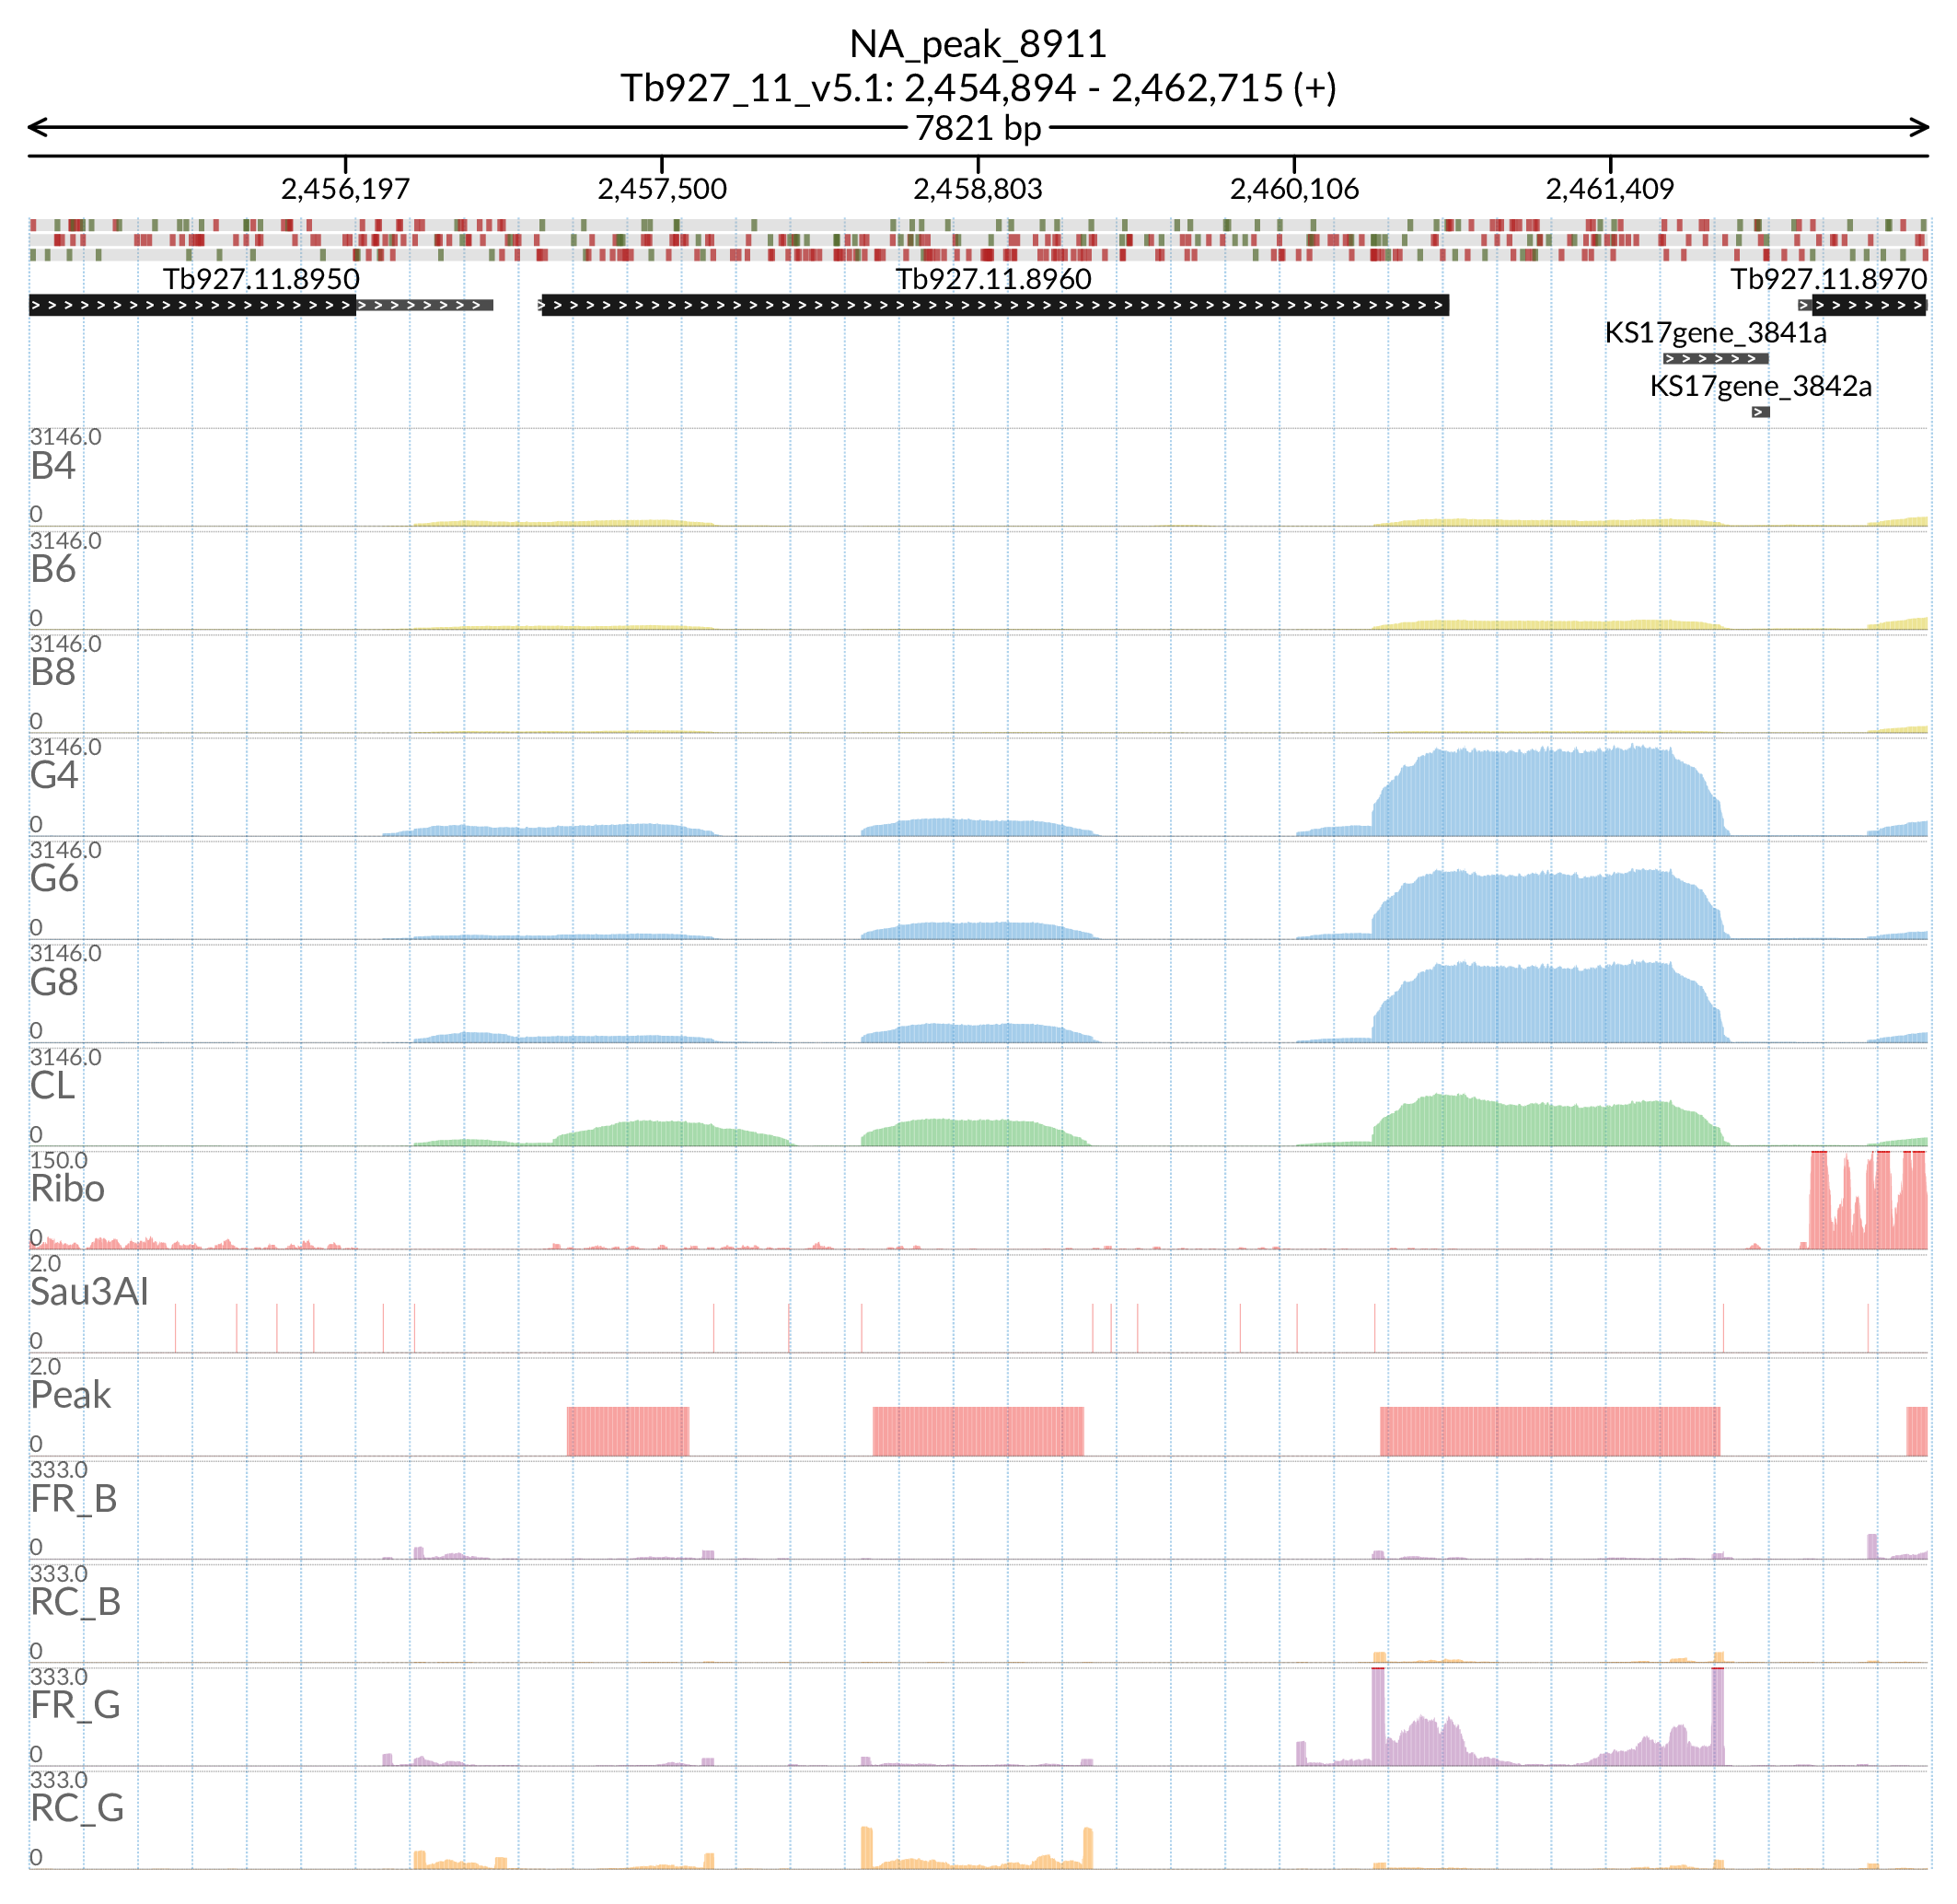 NA_peak_8911
Tb927_11_v5.1: 2,454,894 - 2,462,715 (+)
7821 bp
2,456,197 2,457,500 2,458,803 2,460,106 2,461,409
Tb927.11.8950 Tb927.11.8960 Tb927.11.8970
KS17gene_3841a
KS17gene_3842a
3146.0
B4
0
3146.0
B6
0
3146.0
B8
0
3146.0
G4
0
3146.0
G6
0
3146.0
G8
0
3146.0
CL
0
150.0
Ribo
0
2.0
Sau3AI
0
2.0
Peak
0
333.0
FR_B
0
333.0
RC_B
0
333.0
FR_G
0
333.0
RC_G
0